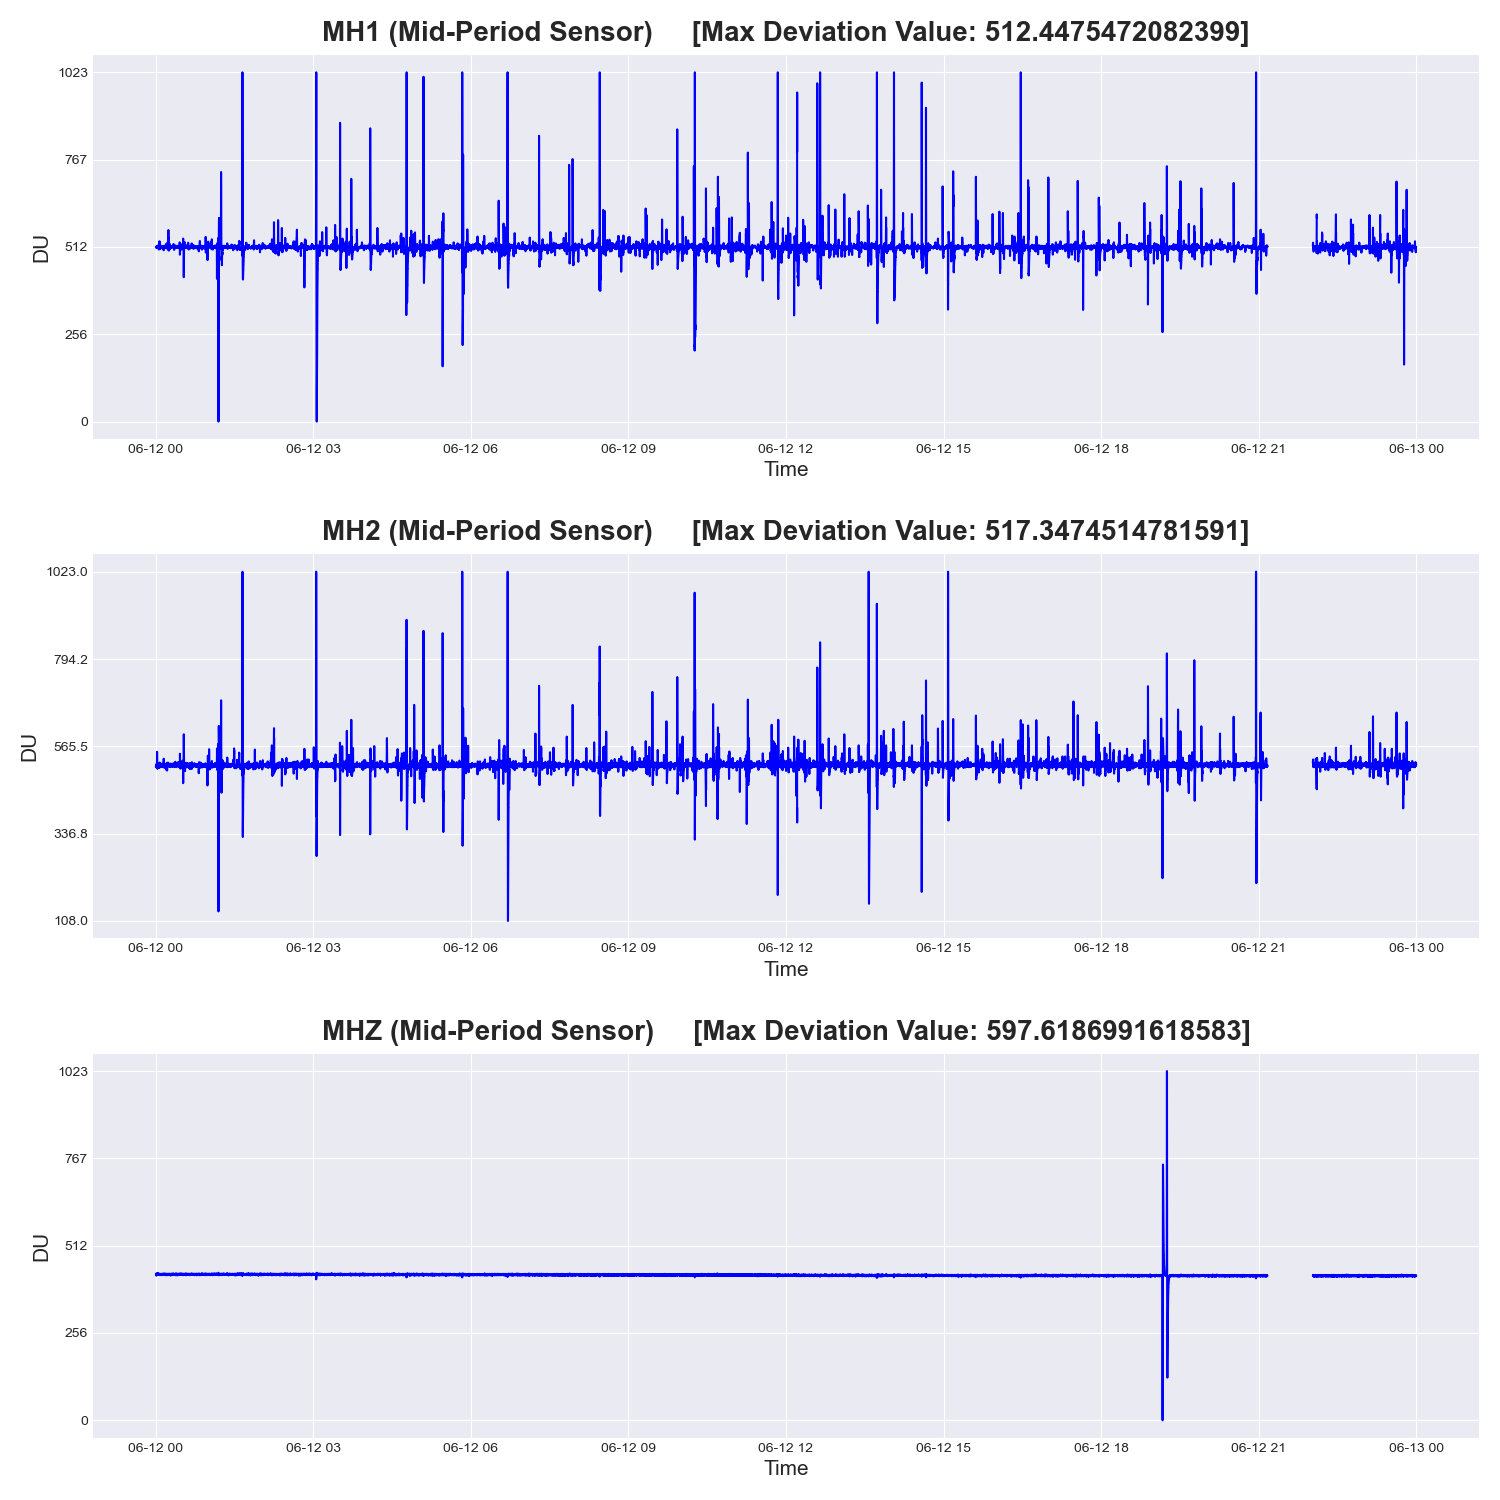 MH1 (Mid-Period Sensor) [Max Deviation Value: 512.4475472082399]
1023
767
512
256
0
DU
06-12 00 06-12 03 06-12 06 06-12 09 06-12 12 06-12 15 06-12 18 06-12 21 06-13 00
Time
MH2 (Mid-Period Sensor) [Max Deviation Value: 517.3474514781591]
1023.0
794.2
565.5
336.8
108.0
DU
06-12 00 06-12 03 06-12 06 06-12 09 06-12 12 06-12 15 06-12 18 06-12 21 06-13 00
Time
MHZ (Mid-Period Sensor) [Max Deviation Value: 597.6186991618583]
1023
767
512
256
0
DU
06-12 00 06-12 03 06-12 06 06-12 09 06-12 12 06-12 15 06-12 18 06-12 21 06-13 00
Time